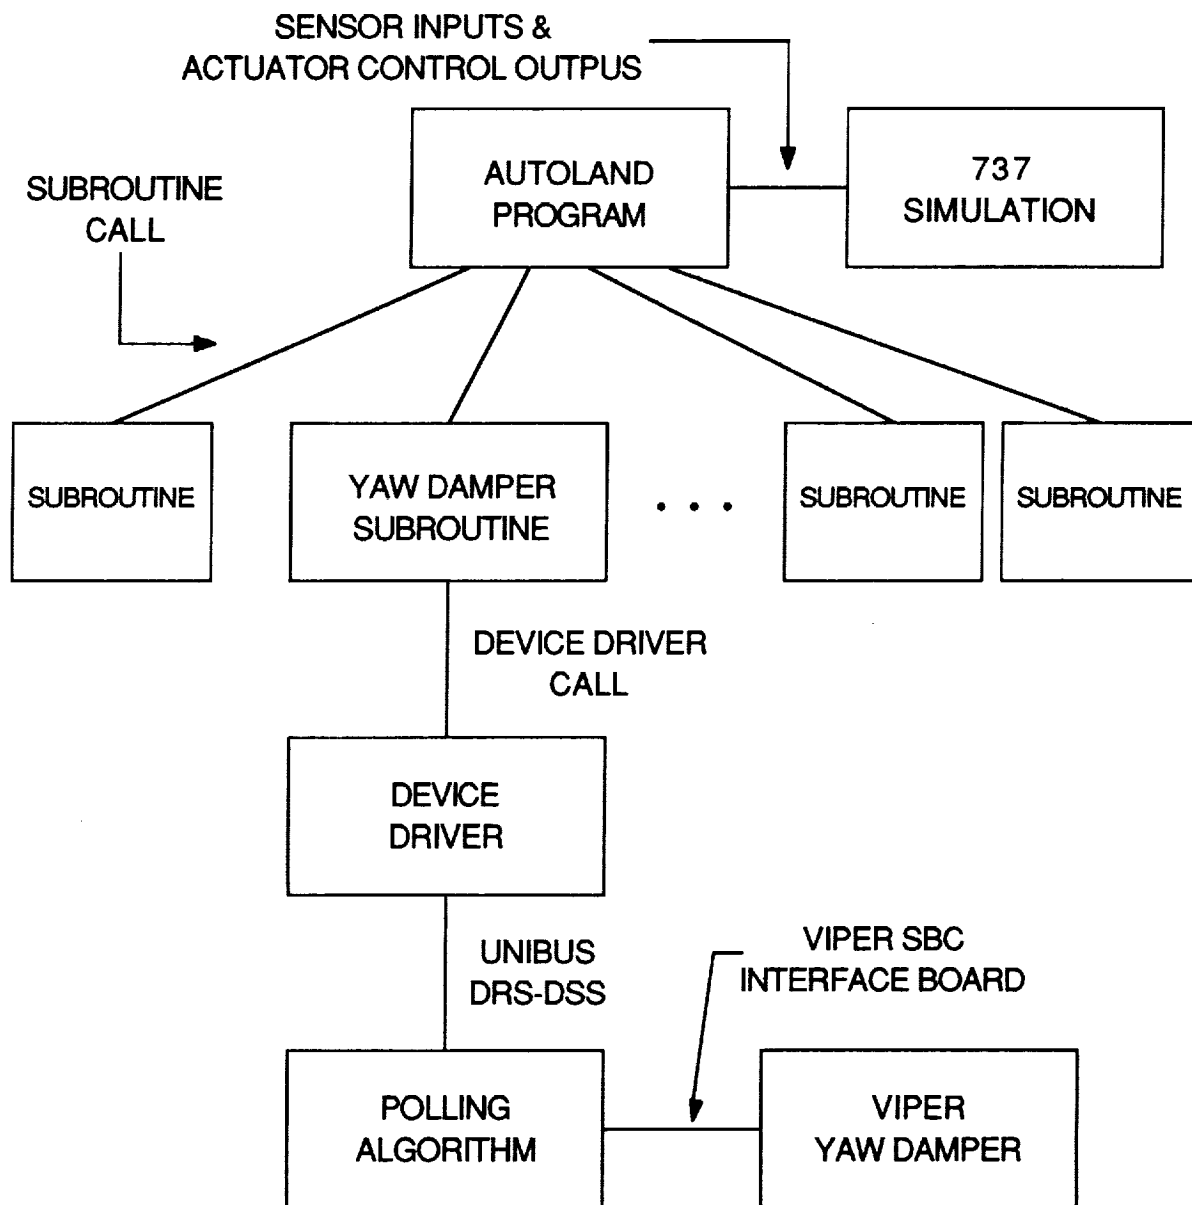 SENSOR INPUTS &
ACTUATOR CONTROL OUTPUS
AUTOLAND
PROGRAM
737
SIMULATION
SUBROUTINE
CALL
SUBROUTINE
YAW DAMPER
SUBROUTINE
. . .
SUBROUTINE
SUBROUTINE
DEVICE DRIVER
CALL
DEVICE
DRIVER
UNIBUS
DRS-DSS
VIPER SBC
INTERFACE BOARD
POLLING
ALGORITHM
VIPER
YAW DAMPER